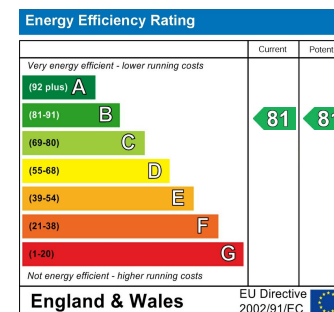 Energy Efficiency Rating
Current
Very energy efficient - lower running costs
(92 plus) A
(81-91) B
81
(69-80) C
(55-68) D
(39-54) E
(21-38) F
(1-20) G
Not energy efficient - higher running costs
England & Wales
EU Directive
2002/91/EC